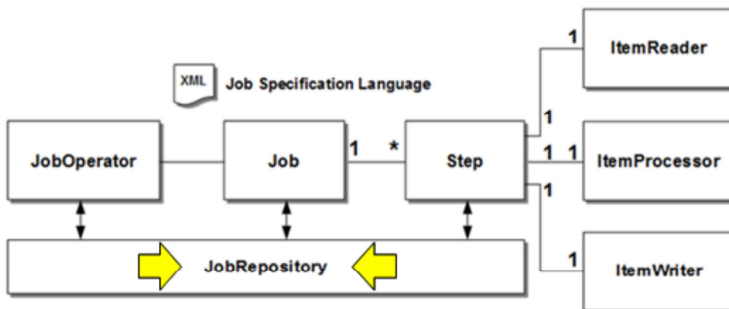 1
ItemReader
XML
Job Specification Language
1
JobOperator
Job
1
*
Step
1
1
ItemProcessor
1
JobRepository
1
ItemWriter